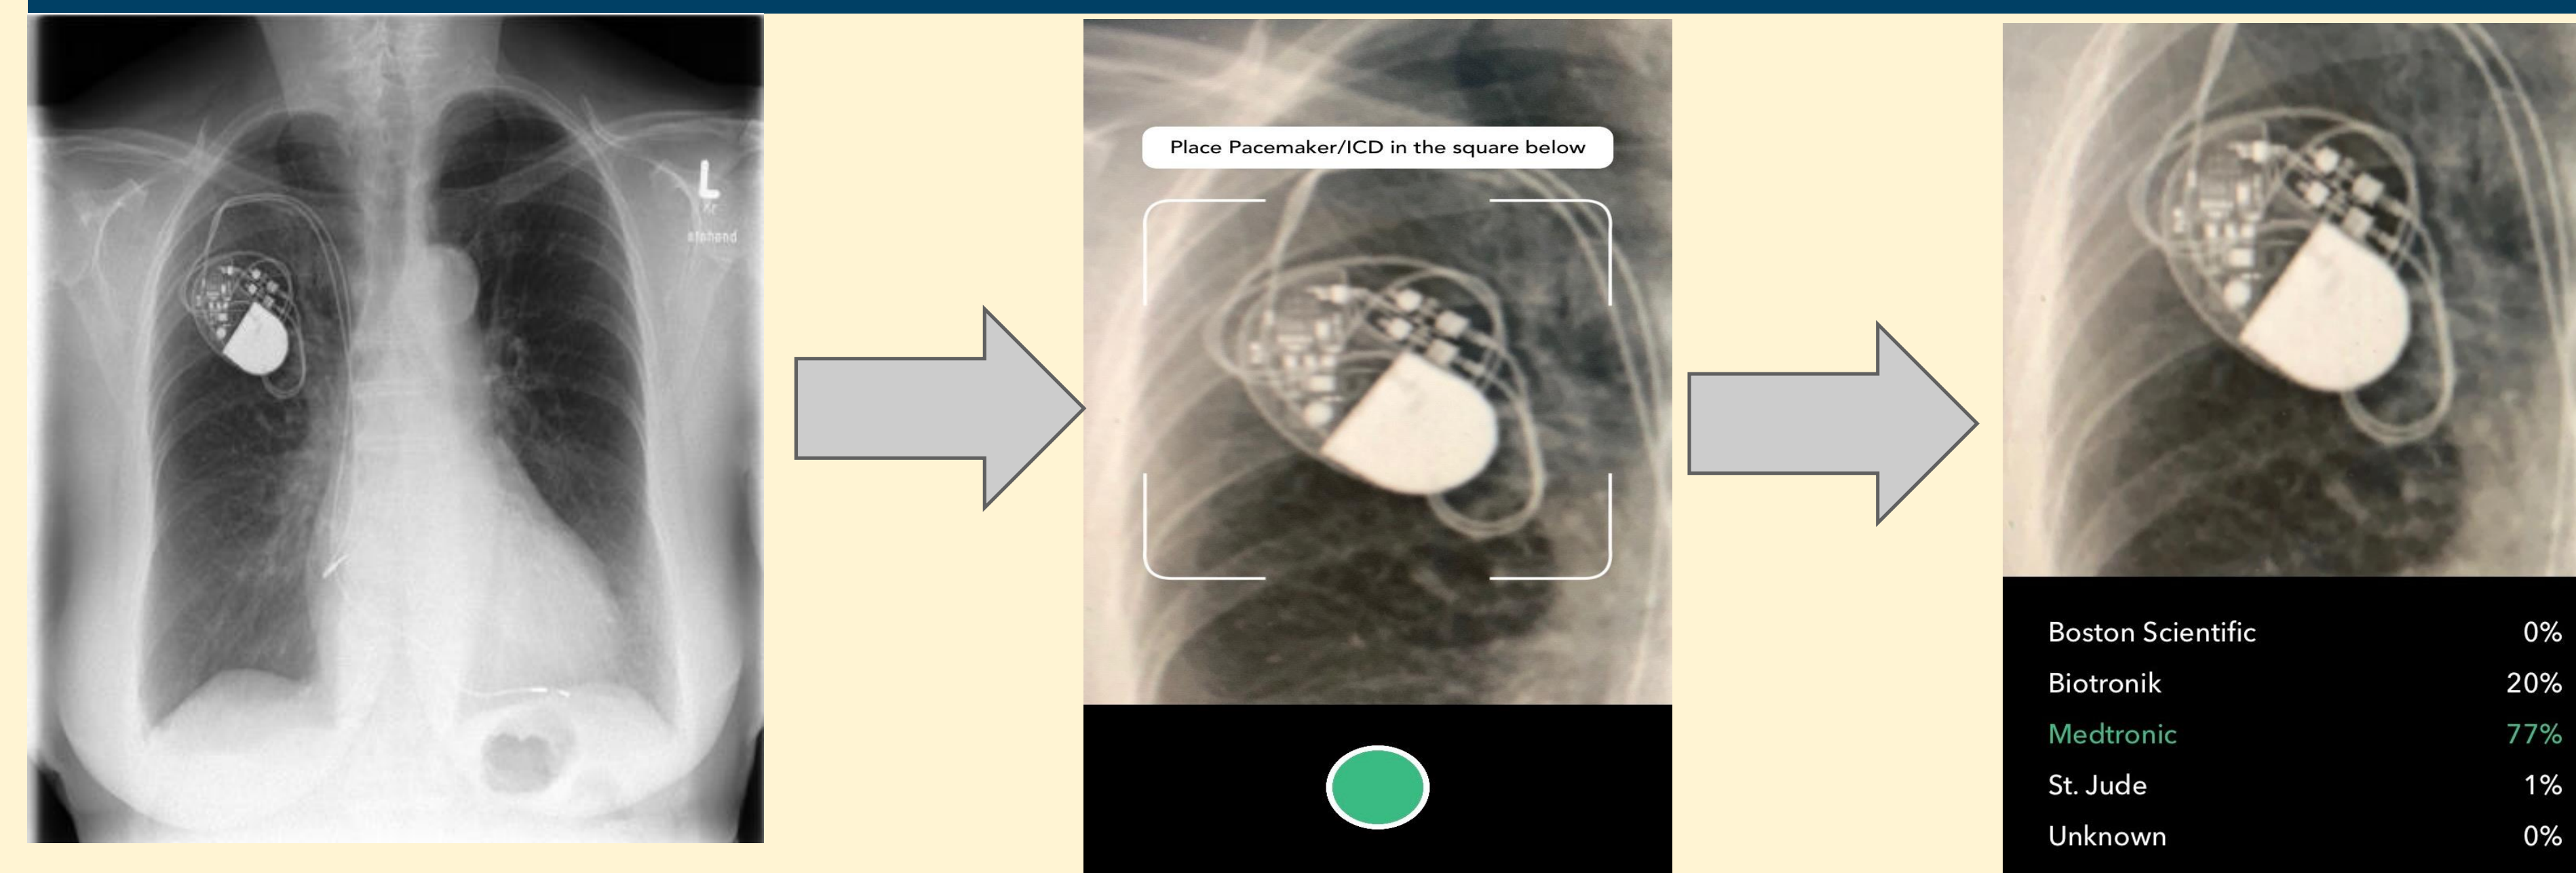 L
Place Pacemaker/ICD in the square below
Boston Scientific 0%
Biotronik 20%
Medtronic 77%
St. Jude 1%
Unknown 0%